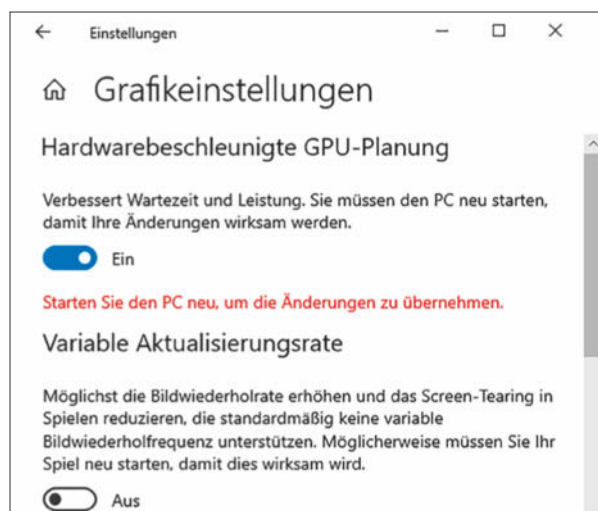 Einstellungen
Grafikeinstellungen
Hardwarebeschleunigte GPU-Planung
Verbessert Wartezeit und Leistung. Sie müssen den PC neu starten,
damit Ihre Änderungen wirksam werden.
Ein
Starten Sie den PC neu, um die Änderungen zu übernehmen.
Variable Aktualisierungsrate
Möglichst die Bildwiederholrate erhöhen und das Screen-Tearing in
Spielen reduzieren, die standardmäßig keine variable
Bildwiederholfrequenz unterstützen. Möglicherweise müssen Sie Ihr
Spiel neu starten, damit dies wirksam wird.
Aus